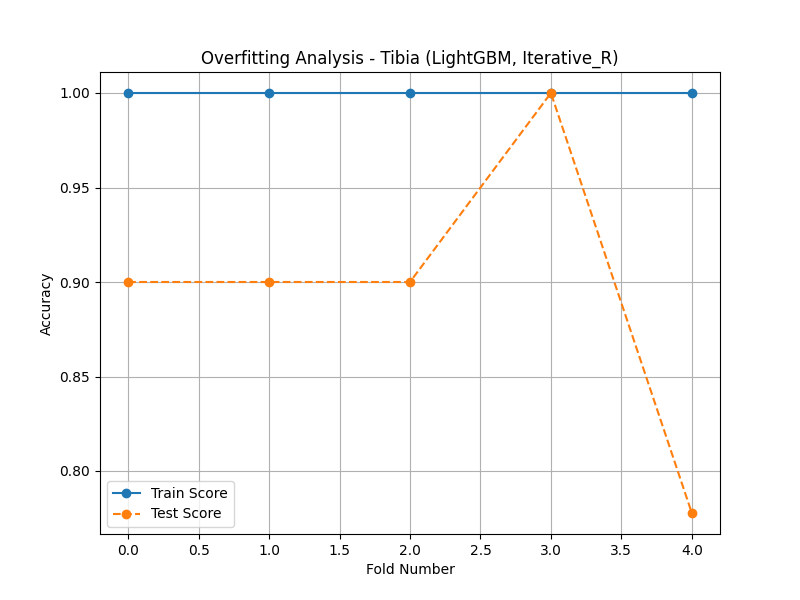 Overfitting Analysis - Tibia (LightGBM, Iterative_R)
1.00
0.95
0.90
0.85
0.80
Accuracy
Train Score
Test Score
0.0 0.5 1.0 1.5 2.0 2.5 3.0 3.5 4.0
Fold Number